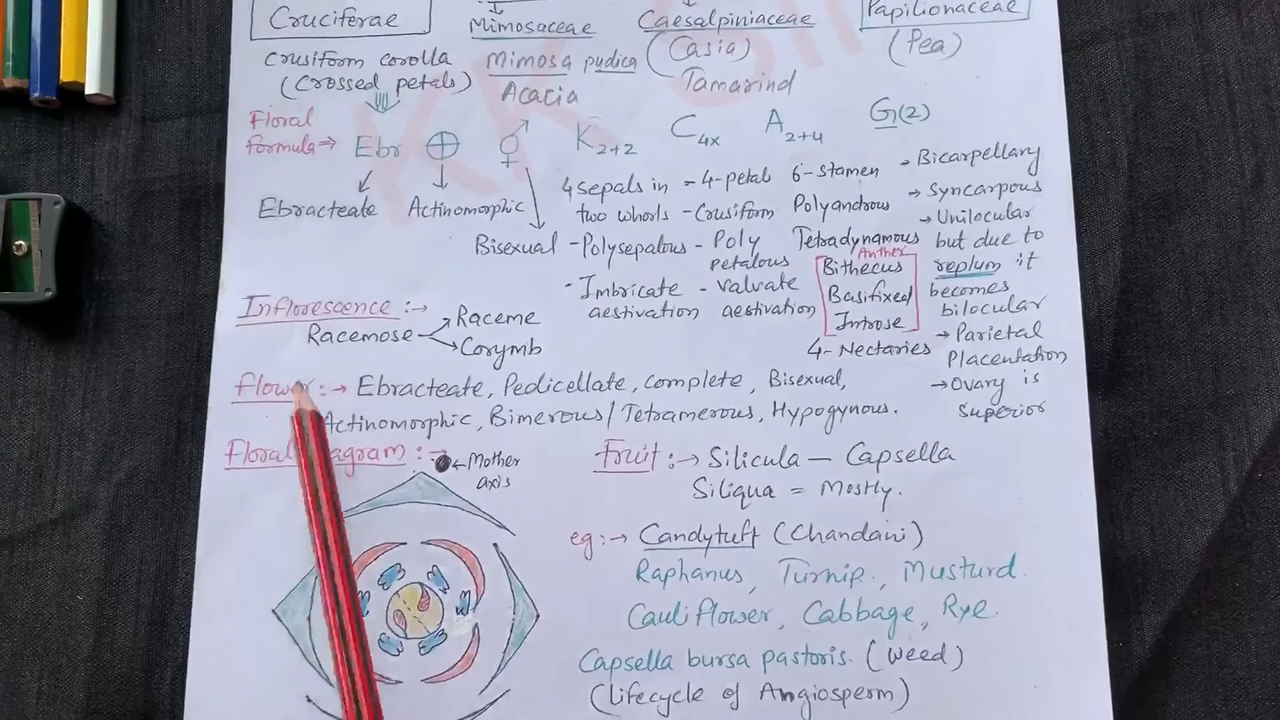 Cruciferae
Mimosaceae
Caesalpiniaceae
Papilionaceae
Crusiform corolla
(Crossed petals)
Mimosa pudica
Acacia
(Casia)
Tamarind
(Pea)
Floral
formula⇒ Ebr ⊕ ⚥ K2+2 C4x A2+4 G(2)
Ebracteate
Actinomorphic
Bisexual
4 sepals in
two whorls
- Polysepalous
- Imbricate
aestivation
= 4-petal
- Crusiform
- Poly
petalous
- valvate
aestivation
6-stamen
Polyandrous
Tetradynamous
Anther
Bithecus
Basifixed
Introse
4-Nectaries
→ Bicarpellary
→ Syncarpous
→ Unilocular
but due to
replum it
becomes
bilocular
→ Parietal
Placentation
→ Ovary is
Superior
Inflorescence :→
Racemose
Raceme
Corymb
Flower :→ Ebracteate, Pedicellate, Complete, Bisexual,
Actinomorphic, Bimerous/Tetramerous, Hypogynous.
Floral :→
←Mother
axis
Fruit :→ Silicula — Capsella
Siliqua = Mostly.
eg :→ Candytuft (Chandani)
Raphanus, Turnip., Musturd.
Cauliflower, Cabbage, Rye.
Capsella bursa pastoris. (weed)
(Lifecycle of Angiosperm)